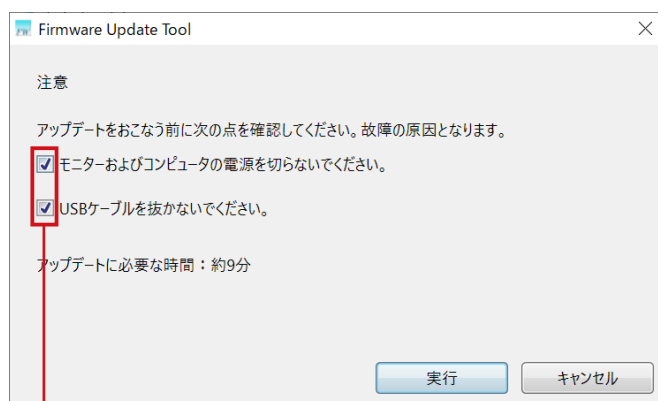 Firmware Update Tool
注意
アップデートをおこなう前に次の点を確認してください。故障の原因となります。
モニターおよびコンピュータの電源を切らないでください。
USBケーブルを抜かないでください。
アップデートに必要な時間：約9分
実行
キャンセル